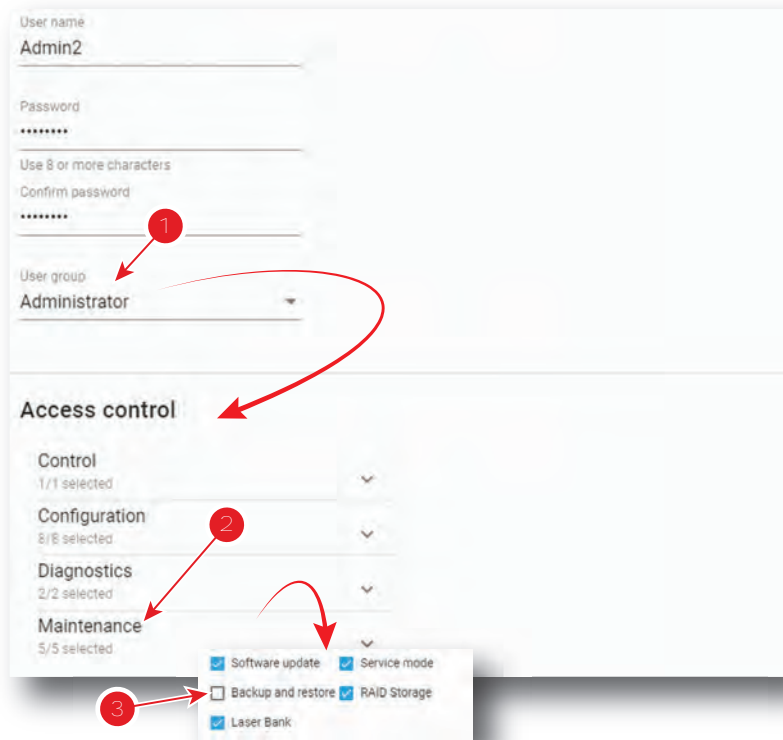 User name
Admin2
Password
••••••••
Use 8 or more characters
Confirm password
••••••••
1
User group
Administrator
Access control
Control
1/1 selected
Configuration
8/8 selected
2
Diagnostics
2/2 selected
Maintenance
5/5 selected
Software update Service mode
3 Backup and restore RAID Storage
Laser Bank